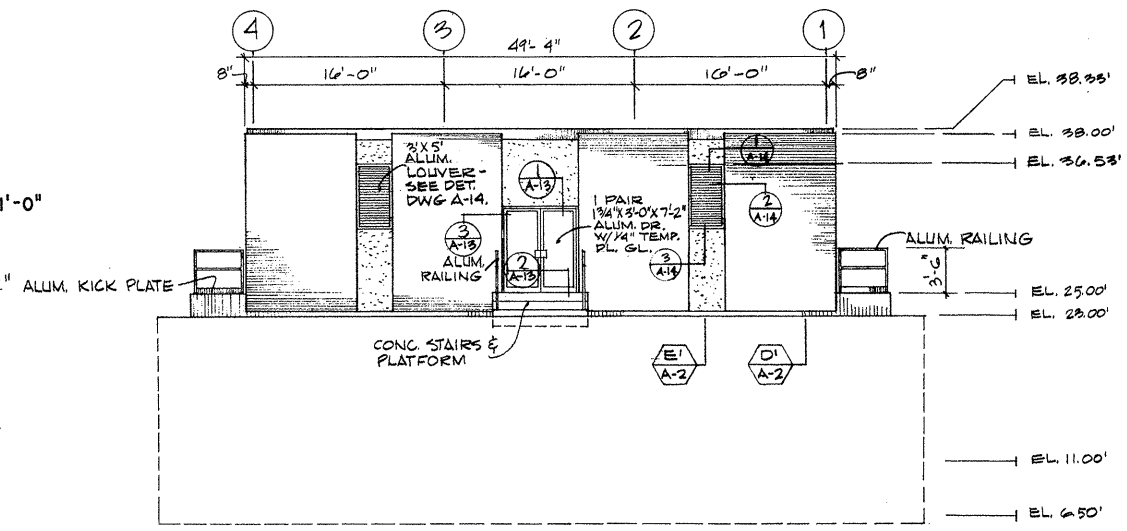 4
3
2
1
49'-4"
8"
16'-0"
16'-0"
16'-0"
8"
EL. 38.33'
EL. 38.00'
EL. 36.53'
3'X5'
ALUM.
LOUVER-
SEE DET.
DWG A-14.
1
A-13
1
A-14
2
A-14
1 PAIR
1 3/4"X3'-0"X7'-2"
ALUM. DR.
W/ 1/4" TEMP.
PL. GL.
1'-0"
3
A-13
ALUM.
RAILING
2
A-13
3
A-14
ALUM. RAILING
3'-6"
" ALUM. KICK PLATE
EL. 25.00'
EL. 23.00'
CONC. STAIRS &
PLATFORM
E'
A-2
D'
A-2
EL. 11.00'
EL. 6.50'